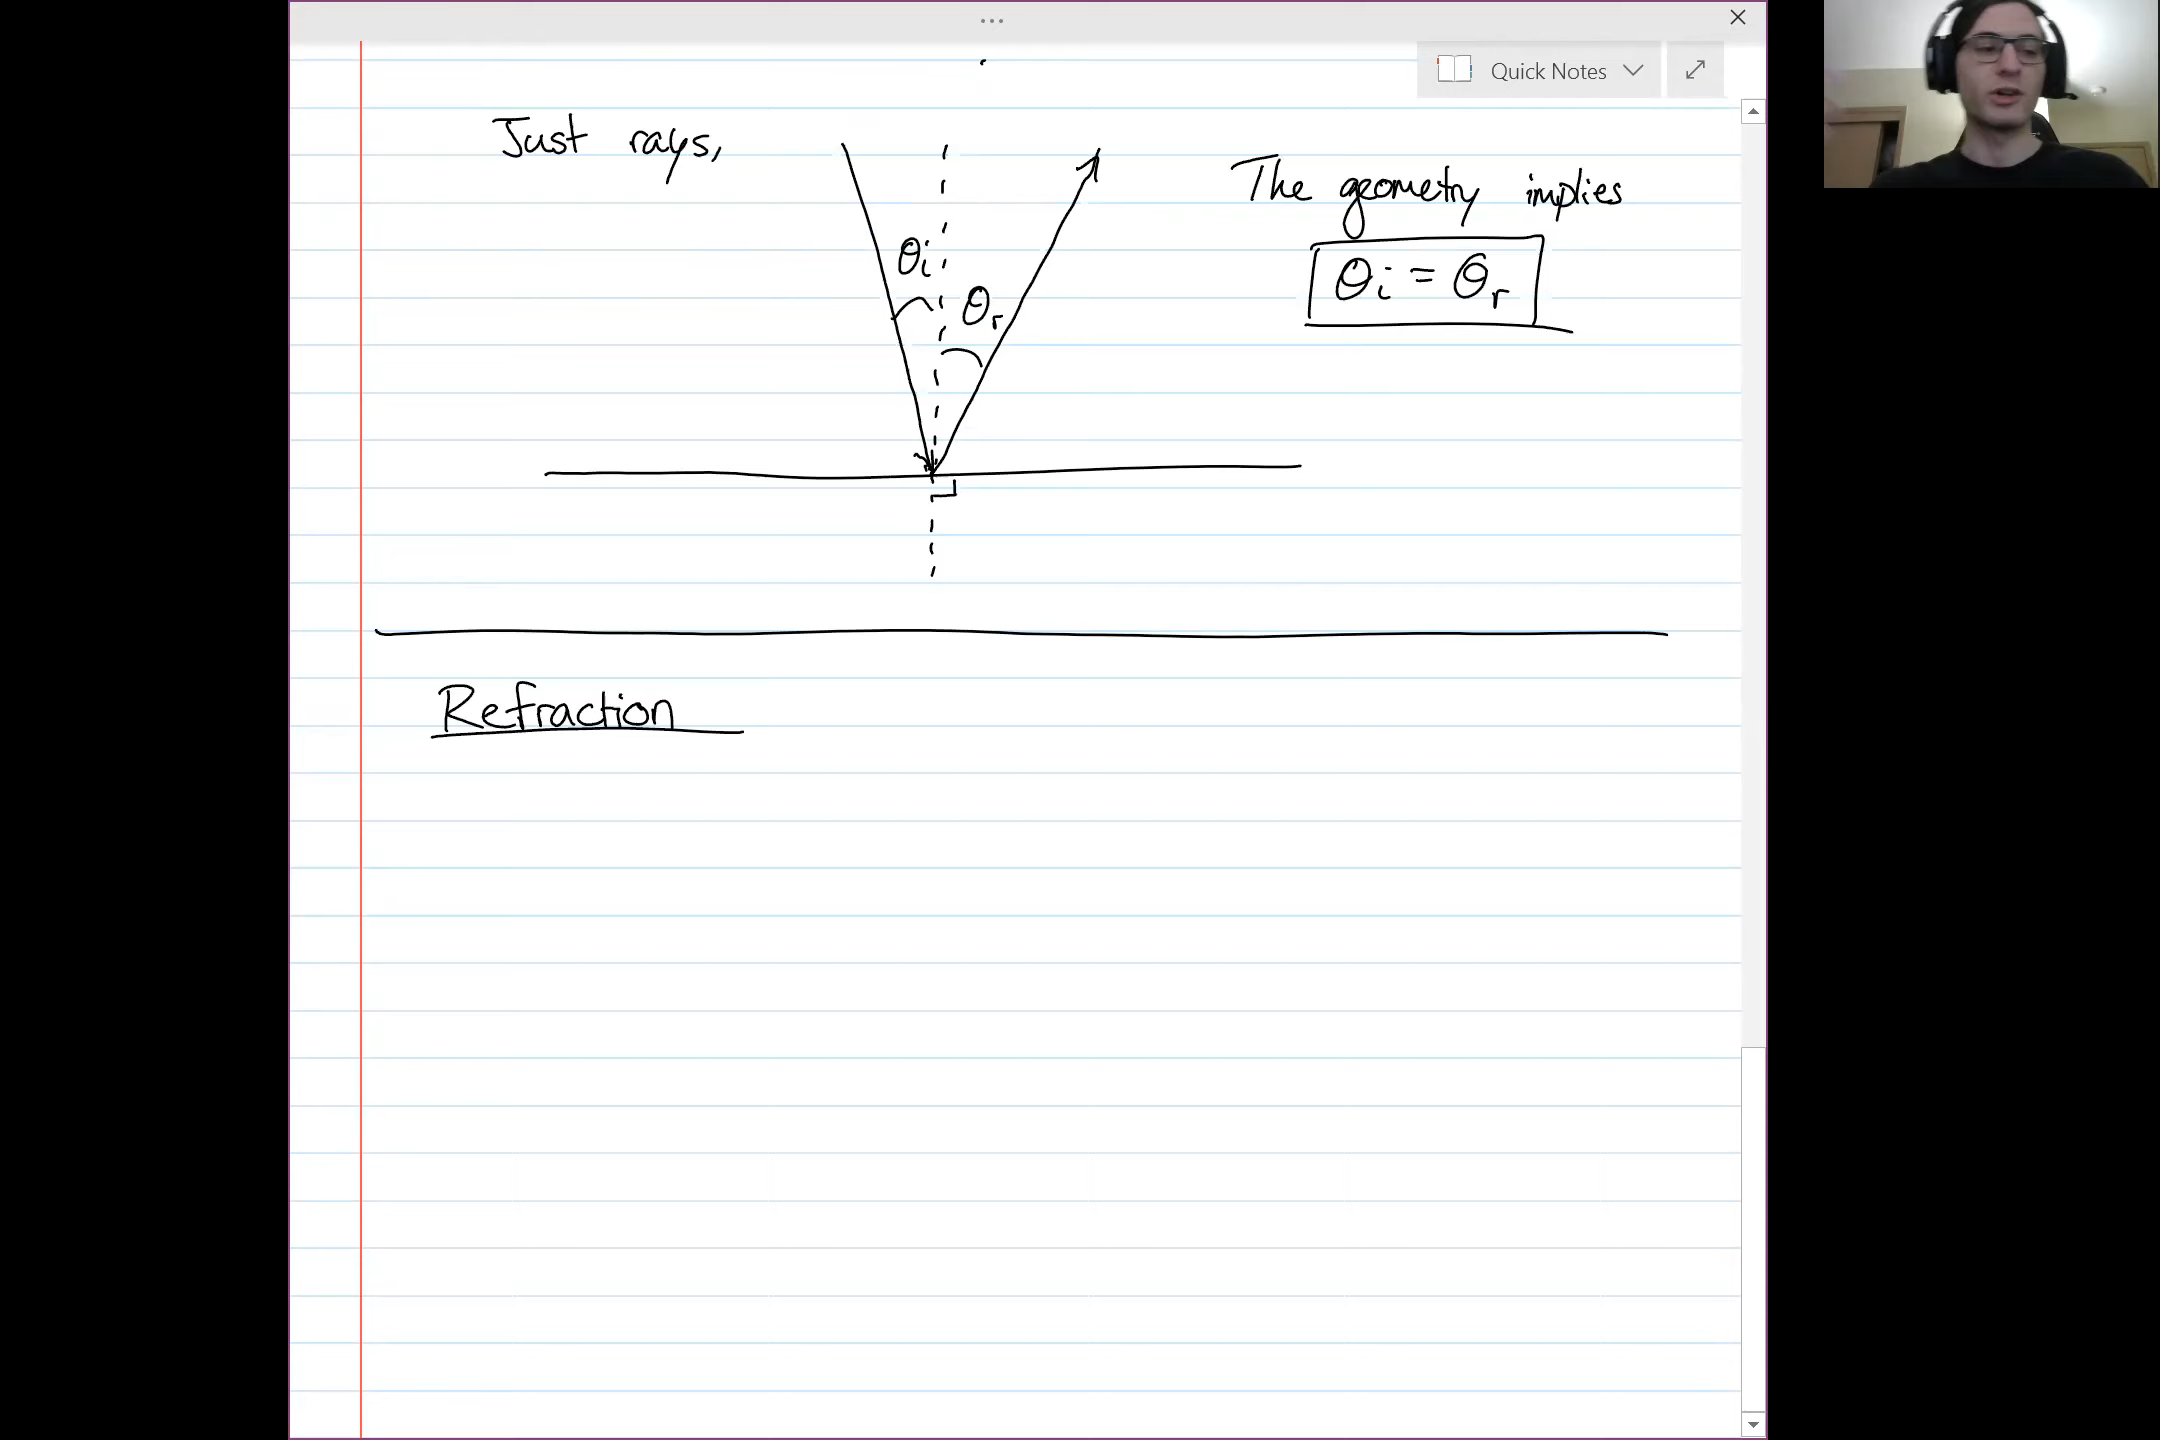 Quick Notes
Just rays,
The geometry implies
θi
θr
θi = θr
Refraction